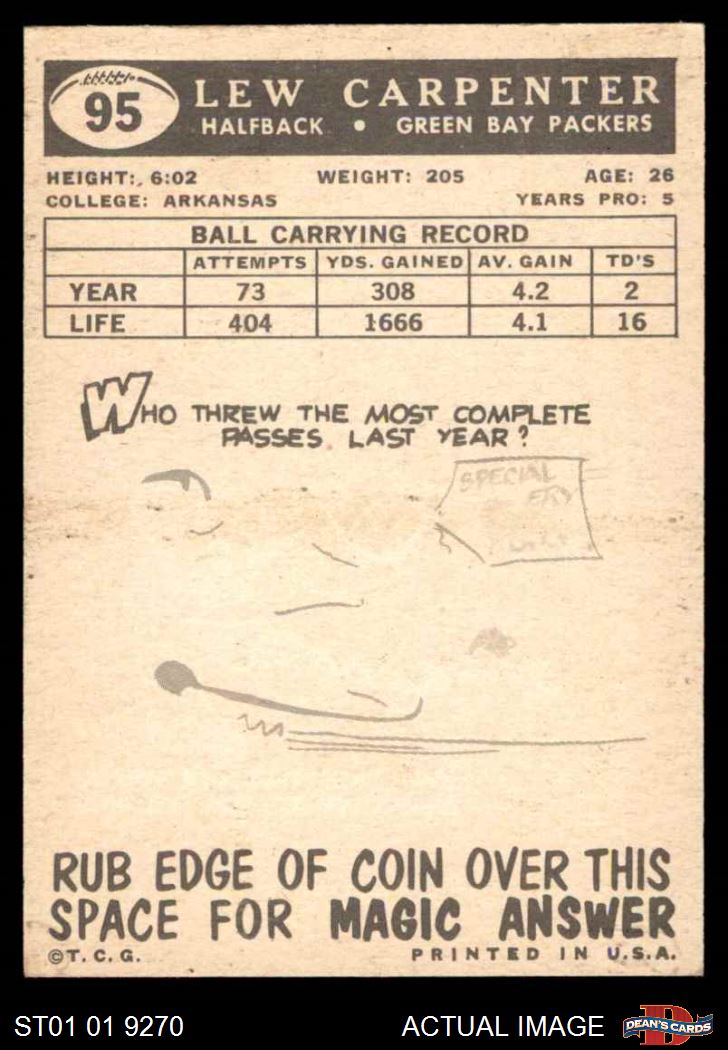 95
LEW CARPENTER
HALFBACK • GREEN BAY PACKERS
HEIGHT: 6:02 WEIGHT: 205 AGE: 26
COLLEGE: ARKANSAS YEARS PRO: 5
BALL CARRYING RECORD
ATTEMPTS YDS. GAINED AV. GAIN TD'S
YEAR 73 308 4.2 2
LIFE 404 1666 4.1 16
WHO THREW THE MOST COMPLETE
PASSES LAST YEAR?
SPECIAL
RUB EDGE OF COIN OVER THIS
SPACE FOR MAGIC ANSWER
©T.C.G. PRINTED IN U.S.A.
ST01 01 9270 ACTUAL IMAGE D DEAN'S CARDS